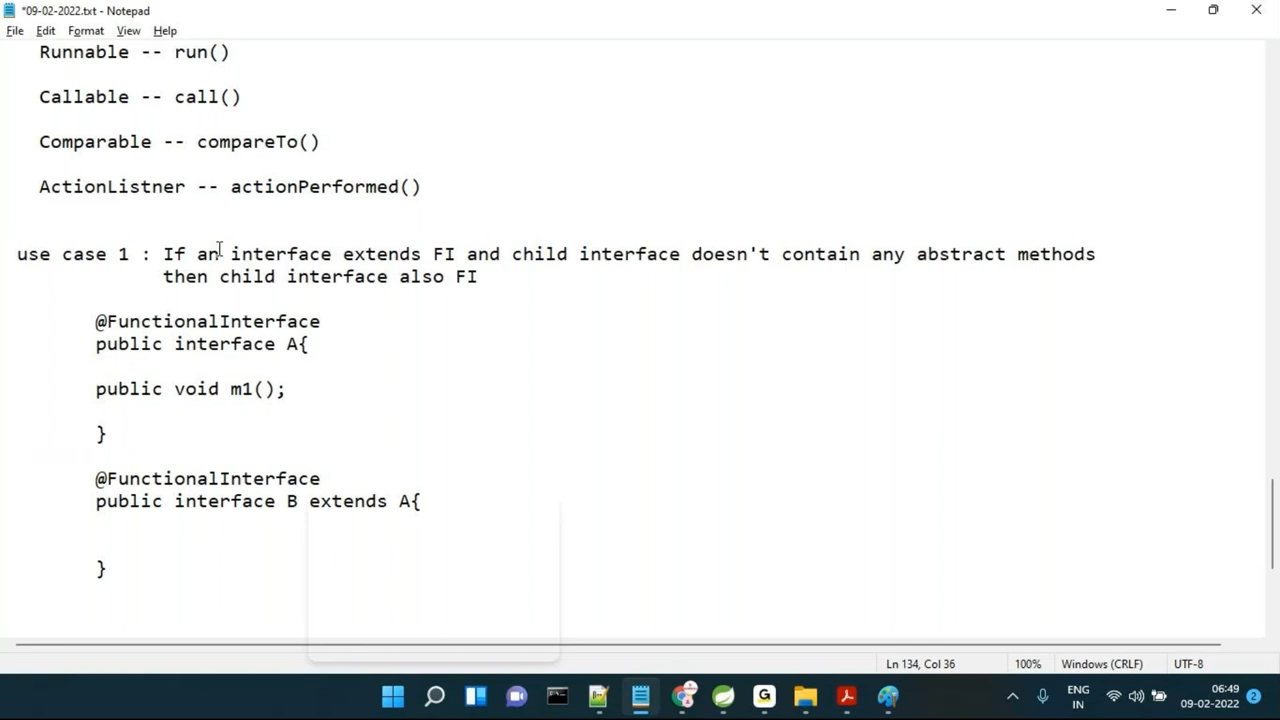 *09-02-2022.txt - Notepad
File Edit Format View Help
Runnable -- run()
Callable -- call()
Comparable -- compareTo()
ActionListner -- actionPerformed()
use case 1 : If an interface extends FI and child interface doesn't contain any abstract methods
then child interface also FI
@FunctionalInterface
public interface A{
public void m1();
}
@FunctionalInterface
public interface B extends A{
}
Ln 134, Col 36 100% Windows (CRLF) UTF-8
ENG 06:49
IN 09-02-2022 2